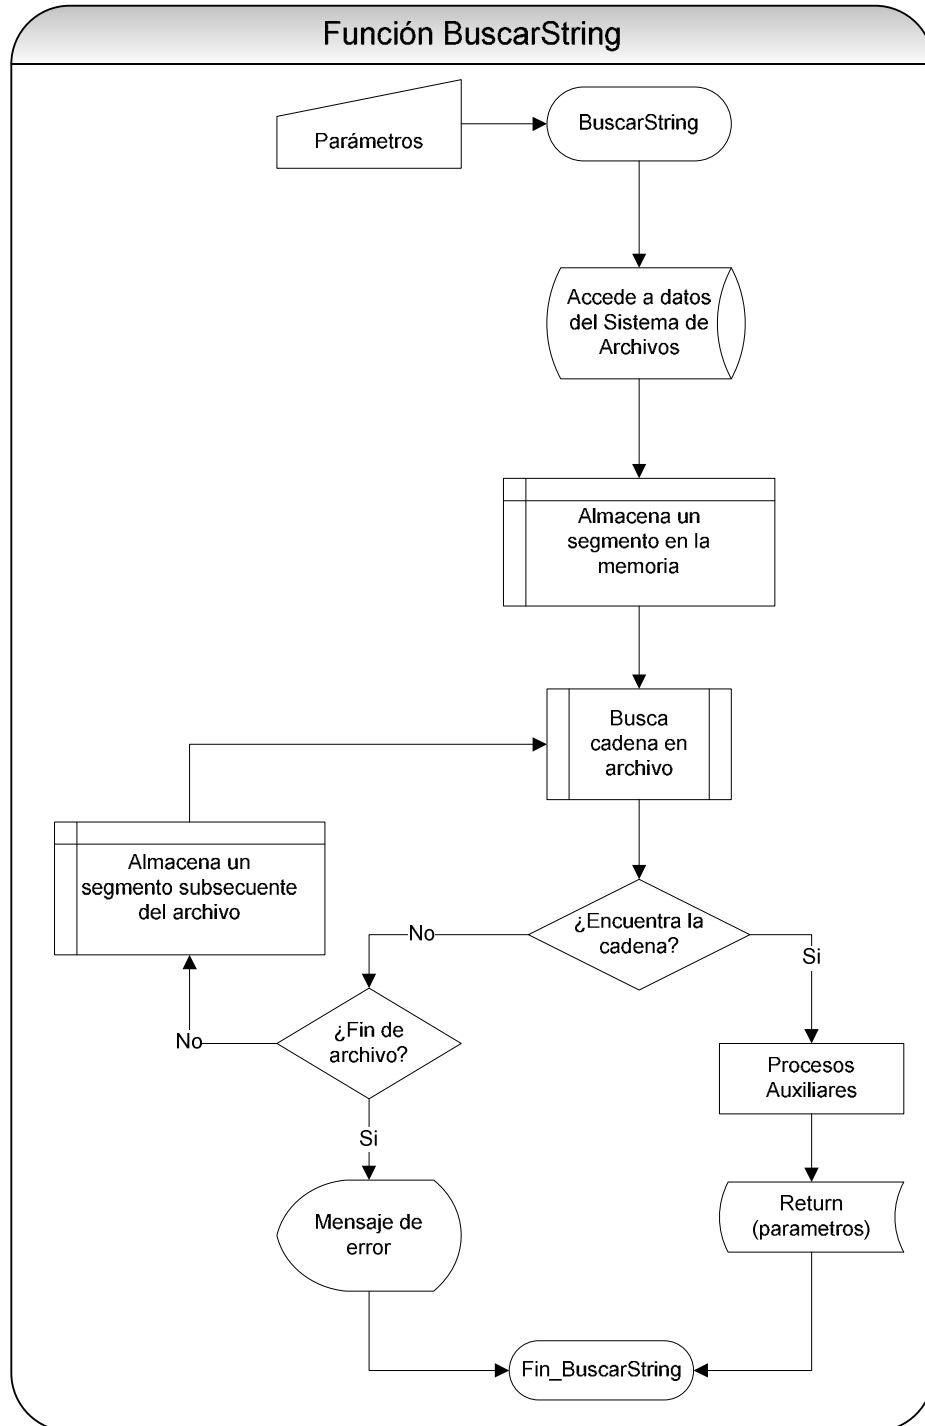 Función BuscarString
Parámetros
BuscarString
Accede a datos
del Sistema de
Archivos
Almacena un
segmento en la
memoria
Busca
cadena en
archivo
Almacena un
segmento subsecuente
del archivo
¿Encuentra la
cadena?
No
Si
¿Fin de
archivo?
No
Procesos
Auxiliares
Si
Mensaje de
error
Return
(parametros)
Fin_BuscarString